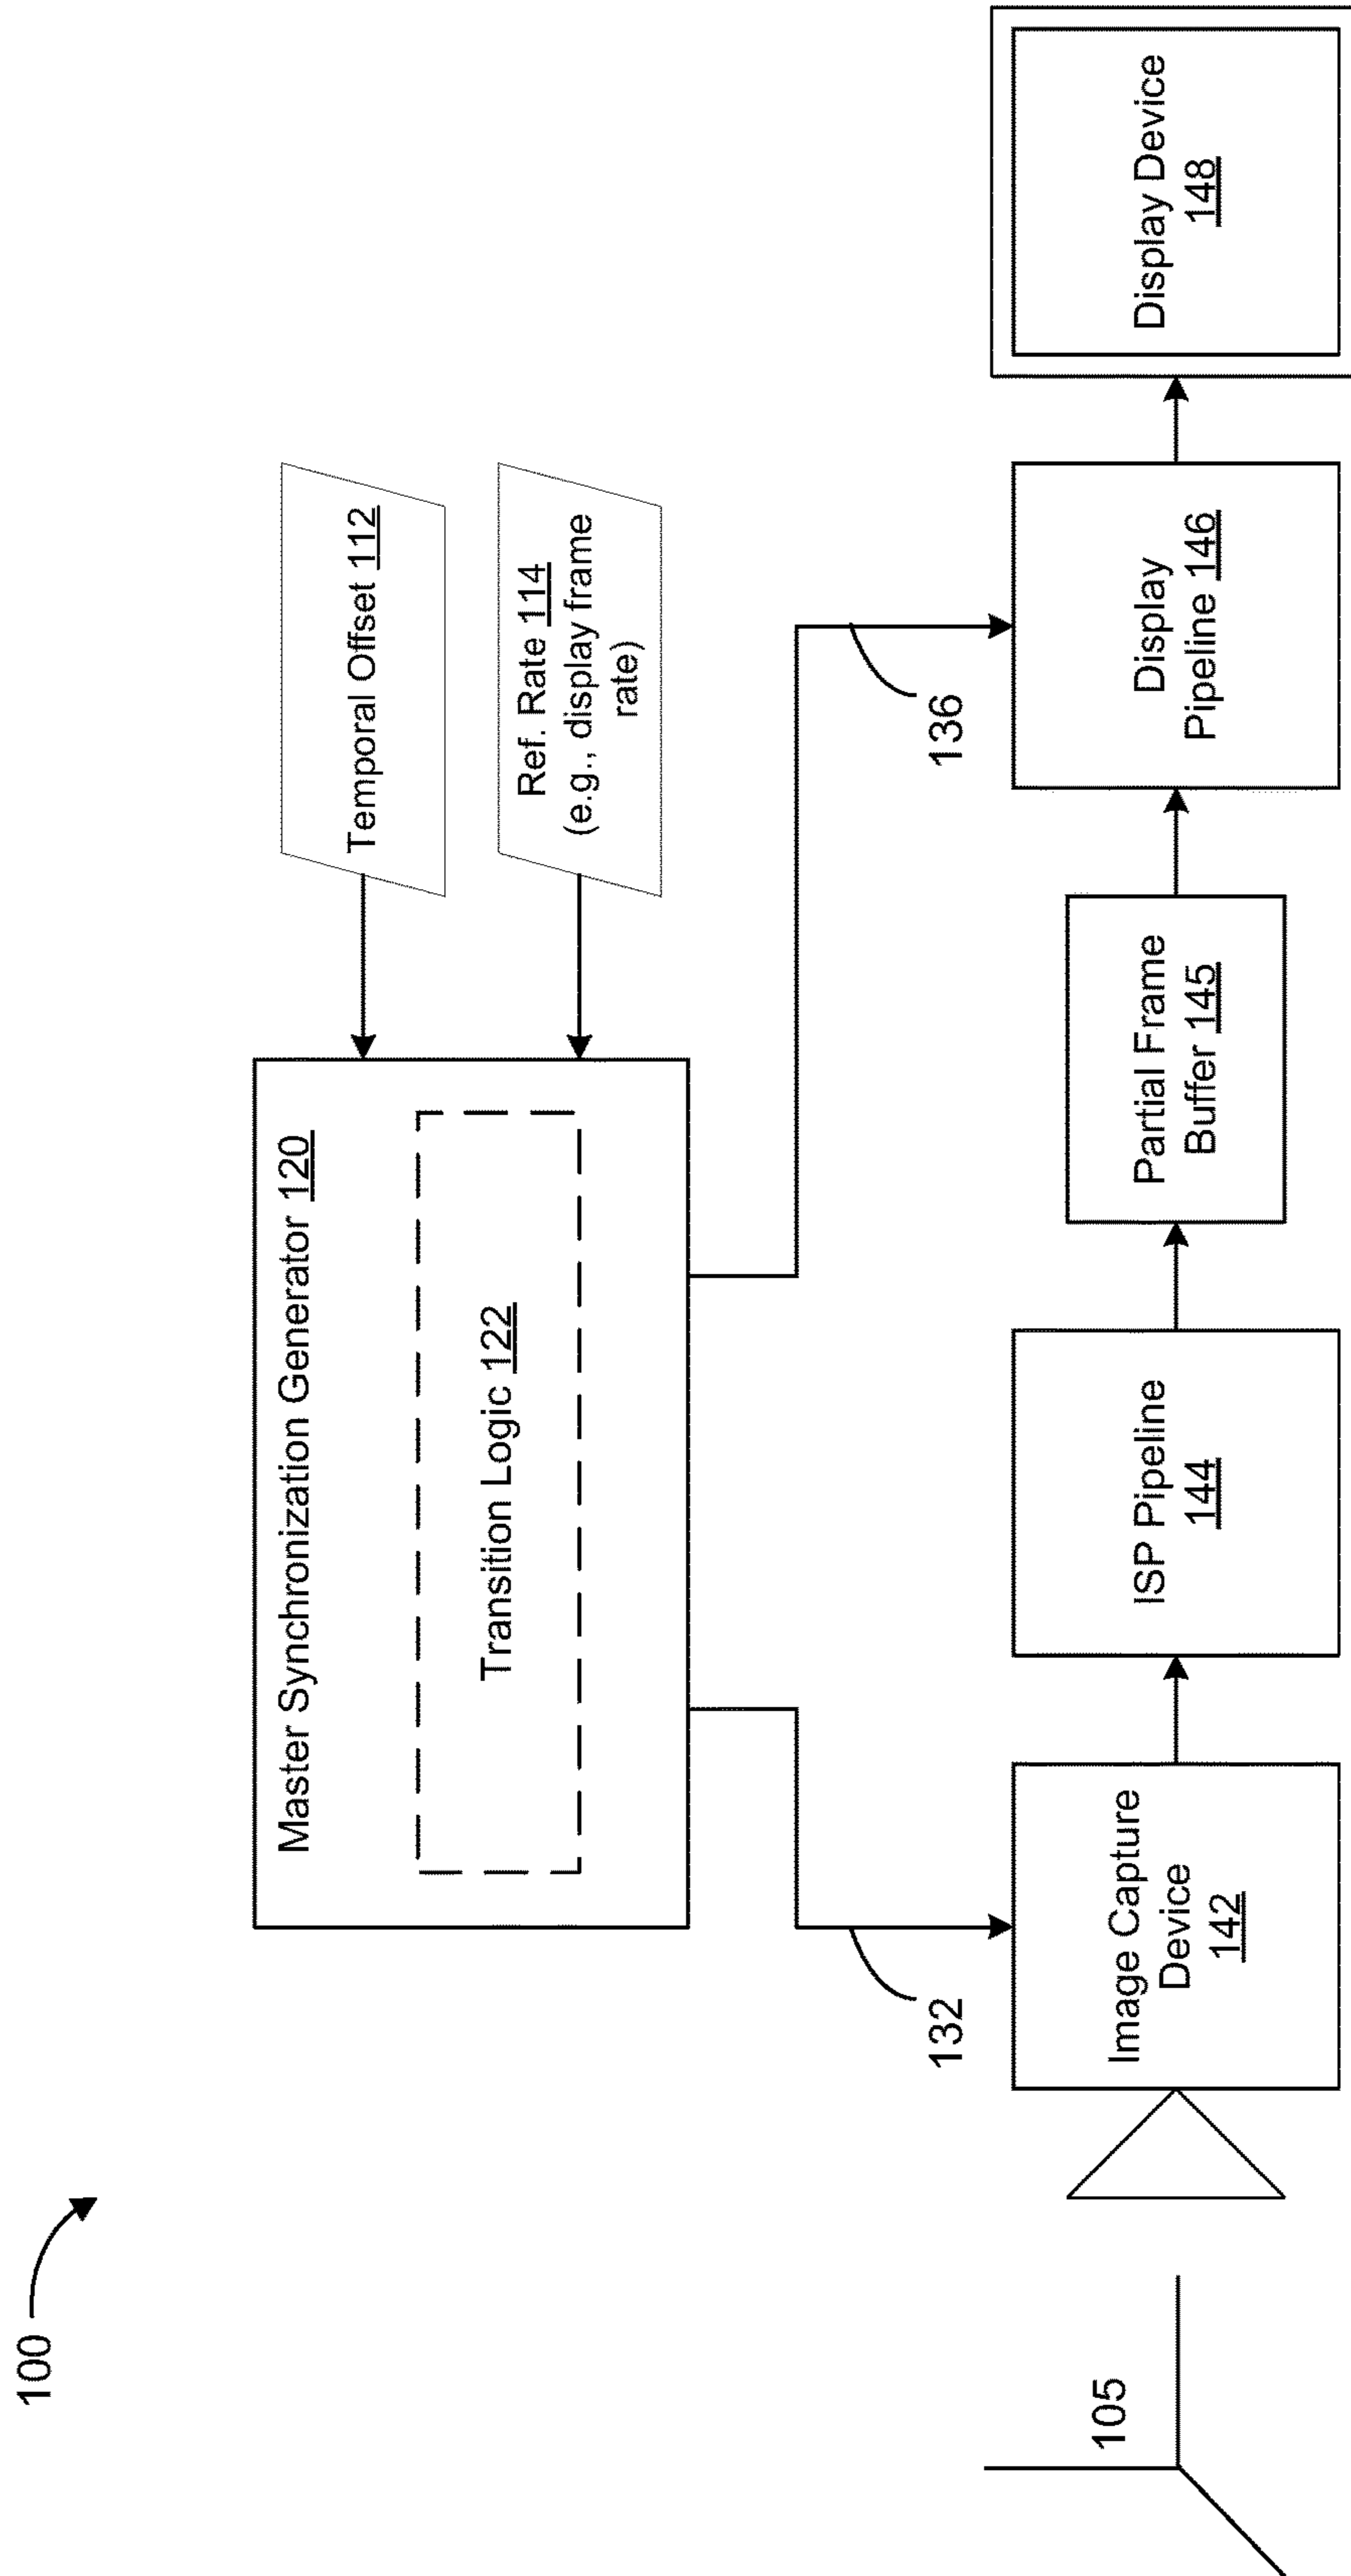 100
Master Synchronization Generator 120
Transition Logic 122
Temporal Offset 112
Ref. Rate 114
(e.g., display frame
rate)
132
136
105
Image Capture
Device
142
ISP Pipeline
144
Partial Frame
Buffer 145
Display
Pipeline 146
Display Device
148